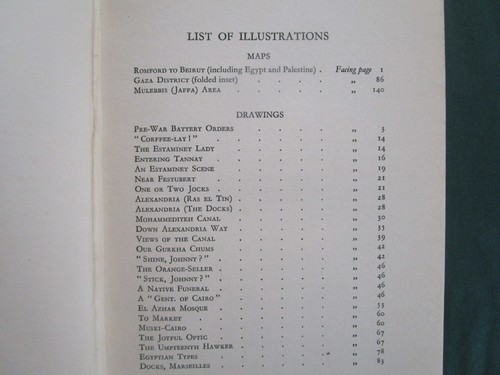 LIST OF ILLUSTRATIONS
MAPS
Romford to Beirut (including Egypt and Palestine) . Facing page 1
Gaza District (folded inset) . . . . „ 86
Mulebbis (Jaffa) Area . . . . . „ 140
DRAWINGS
Pre-War Battery Orders . . . . „ 3
"Corffee-lay!" . . . . . „ 14
The Estaminet Lady . . . . „ 14
Entering Tannay . . . . . „ 16
An Estaminet Scene . . . . „ 19
Near Festubert . . . . . „ 21
One or Two Jocks . . . . . „ 21
Alexandria (Ras el Tin) . . . . „ 28
Alexandria (The Docks) . . . . „ 28
Mohammediyeh Canal . . . . „ 30
Down Alexandria Way . . . . „ 35
Views of the Canal . . . . „ 39
Our Gurkha Chums . . . . „ 42
"Shine, Johnny?" . . . . . „ 42
The Orange-Seller . . . . . „ 46
"Stick, Johnny?" . . . . . „ 46
A Native Funeral . . . . . „ 46
A "Gent. of Cairo" . . . . „ 46
El Azhar Mosque . . . . . „ 53
To Market . . . . . „ 60
Muski-Cairo . . . . . „ 60
The Joyful Optic . . . . . „ 67
The Umpteenth Hawker . . . . „ 67
Egyptian Types . . . . . „ 78
Docks, Marseilles . . . . . „ 83